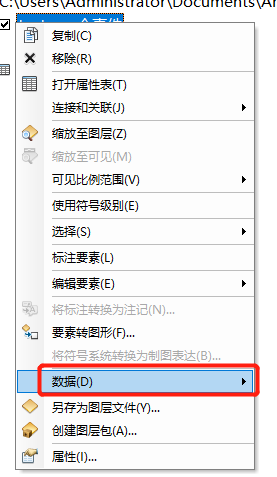 C:\Users\Administrator\Documents\Ar
复制(C)
移除(R)
打开属性表(T)
连接和关联(J)
缩放至图层(Z)
缩放至可见(M)
可见比例范围(V)
使用符号级别(E)
选择(S)
标注要素(L)
编辑要素(E)
将标注转换为注记(N)...
要素转图形(F)...
将符号系统转换为制图表达(B)...
数据(D)
另存为图层文件(Y)...
创建图层包(A)...
属性(I)...